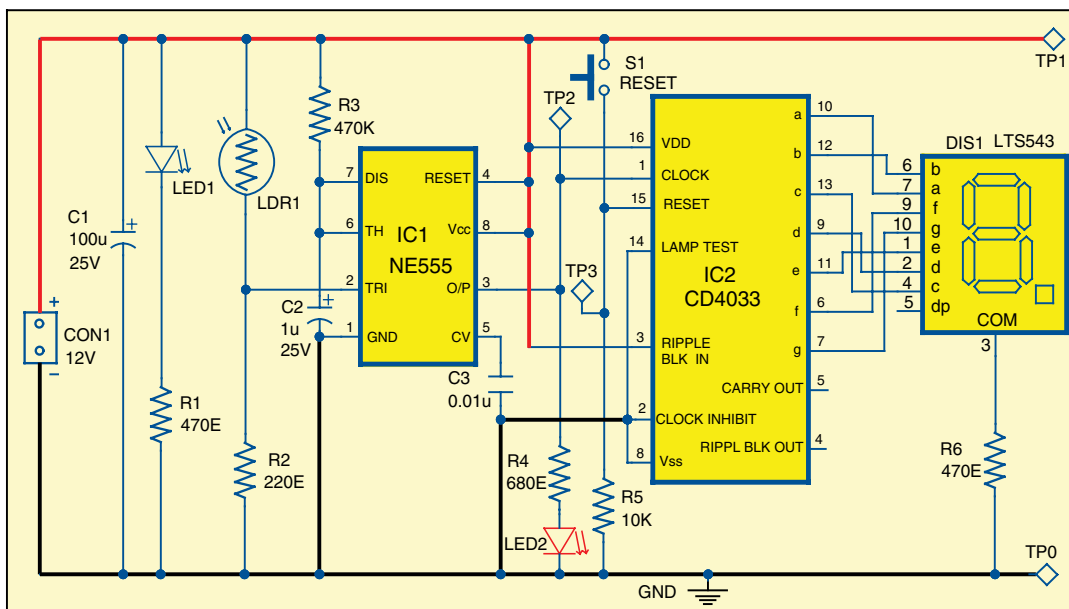 TP1
S1
RESET
TP2
R3
470K
LED1
LDR1
C1
100u
25V
+
7 DIS RESET 4
6 TH Vcc 8
IC1
NE555
2 TRI O/P 3
1 GND CV 5
C2
1u
25V
+
C3
0.01u
TP3
16 VDD
1 CLOCK
15 RESET
14 LAMP TEST
IC2
CD4033
3 RIPPLE
BLK IN
2 CLOCK INHIBIT
8 Vss
a 10
b 12
c 13
d 9
e 11
f 6
g 7
CARRY OUT 5
RIPPL BLK OUT 4
DIS1 LTS543
6 b
7 a
9 f
10 g
1 e
2 d
4 c
5 dp
COM
3
+
CON1
12V
–
R1
470E
R2
220E
R4
680E
LED2
R5
10K
R6
470E
GND
TP0